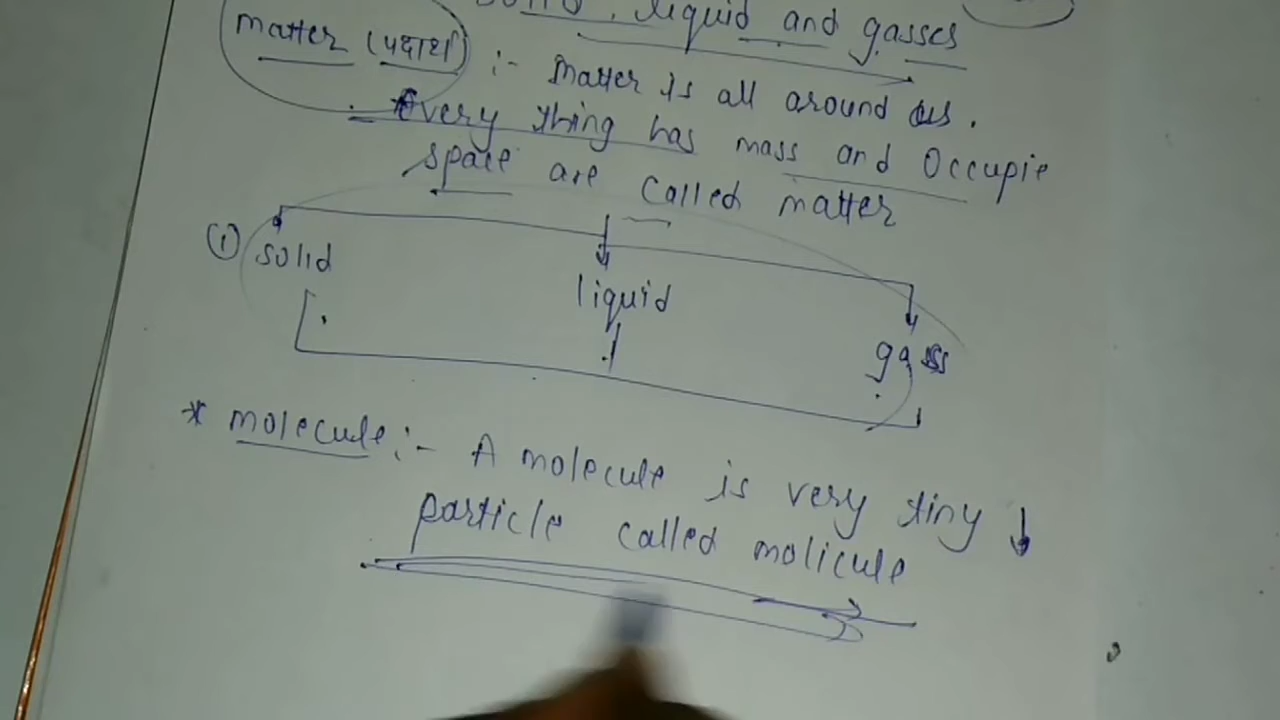 solid, liquid and gasses
matter (पदार्थ) :- Matter is all around us.
Every thing has mass and Occupie
space are called matter
① solid
liquid
gass
* molecule :- A molecule is very tiny ↓
particle called molicule